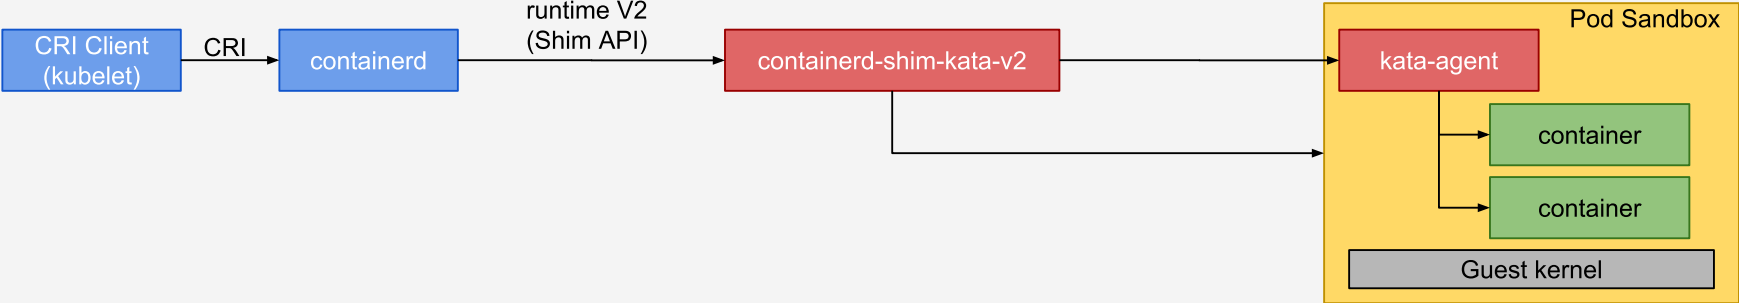 CRI Client
(kubelet)
CRI
containerd
runtime V2
(Shim API)
containerd-shim-kata-v2
Pod Sandbox
kata-agent
container
container
Guest kernel